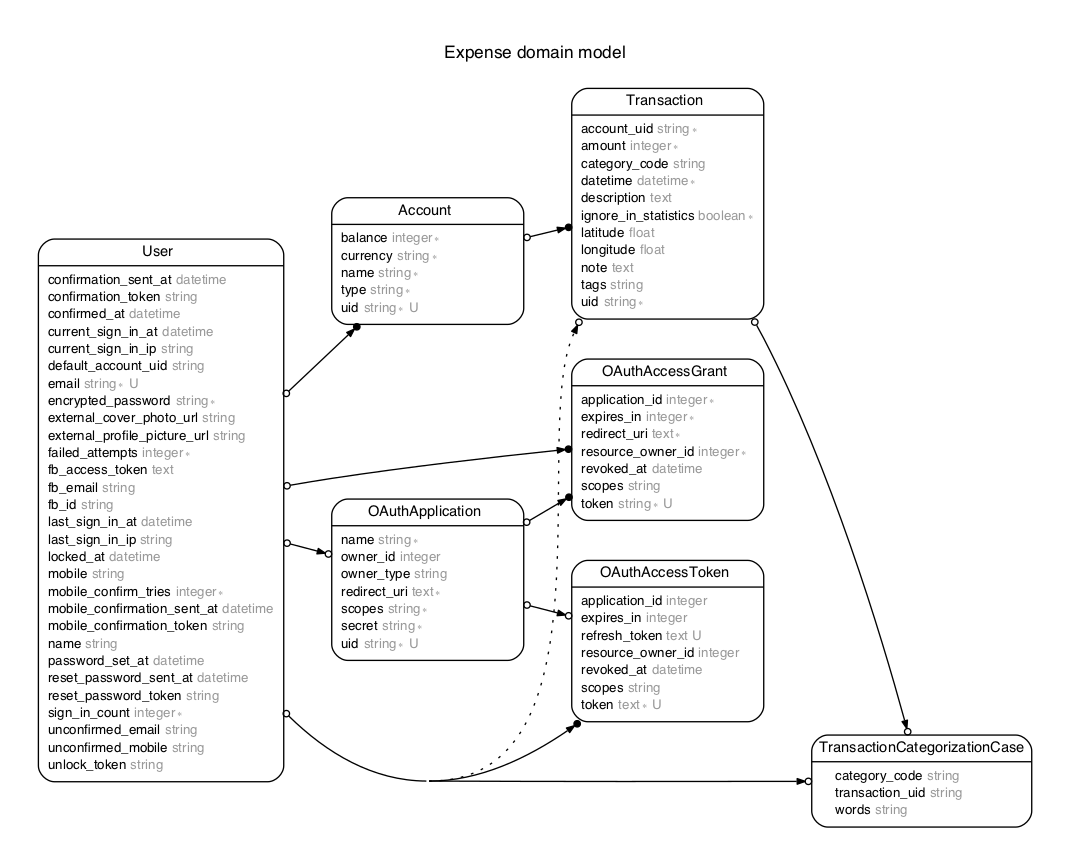 Expense domain model
Transaction
account_uid string *
amount integer *
category_code string
datetime datetime *
description text
ignore_in_statistics boolean *
latitude float
longitude float
note text
tags string
uid string *
Account
balance integer *
currency string *
name string *
type string *
uid string * U
User
confirmation_sent_at datetime
confirmation_token string
confirmed_at datetime
current_sign_in_at datetime
current_sign_in_ip string
default_account_uid string
email string * U
encrypted_password string *
external_cover_photo_url string
external_profile_picture_url string
failed_attempts integer *
fb_access_token text
fb_email string
fb_id string
last_sign_in_at datetime
last_sign_in_ip string
locked_at datetime
mobile string
mobile_confirm_tries integer *
mobile_confirmation_sent_at datetime
mobile_confirmation_token string
name string
password_set_at datetime
reset_password_sent_at datetime
reset_password_token string
sign_in_count integer *
unconfirmed_email string
unconfirmed_mobile string
unlock_token string
OAuthAccessGrant
application_id integer *
expires_in integer *
redirect_uri text *
resource_owner_id integer *
revoked_at datetime
scopes string
token string * U
OAuthApplication
name string *
owner_id integer
owner_type string
redirect_uri text *
scopes string *
secret string *
uid string * U
OAuthAccessToken
application_id integer
expires_in integer
refresh_token text U
resource_owner_id integer
revoked_at datetime
scopes string
token text * U
TransactionCategorizationCase
category_code string
transaction_uid string
words string